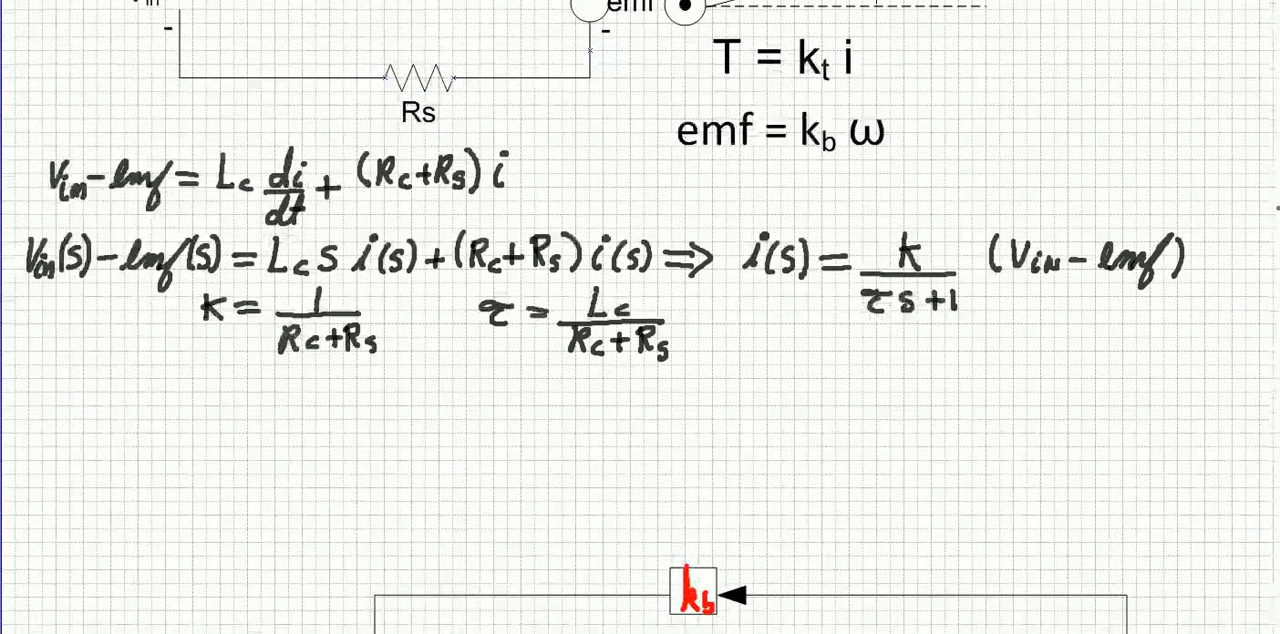 - emf -
T = kt i
Rs
emf = kb ω
Vin - emf = Lc di/dt + (Rc+Rs) i
Vin(s) - emf(s) = Lc s i(s) + (Rc+Rs) i(s) ⇒ i(s) = k/(τs+1) (Vin - emf)
K = 1/(Rc+Rs) τ = Lc/(Rc+Rs)
kb